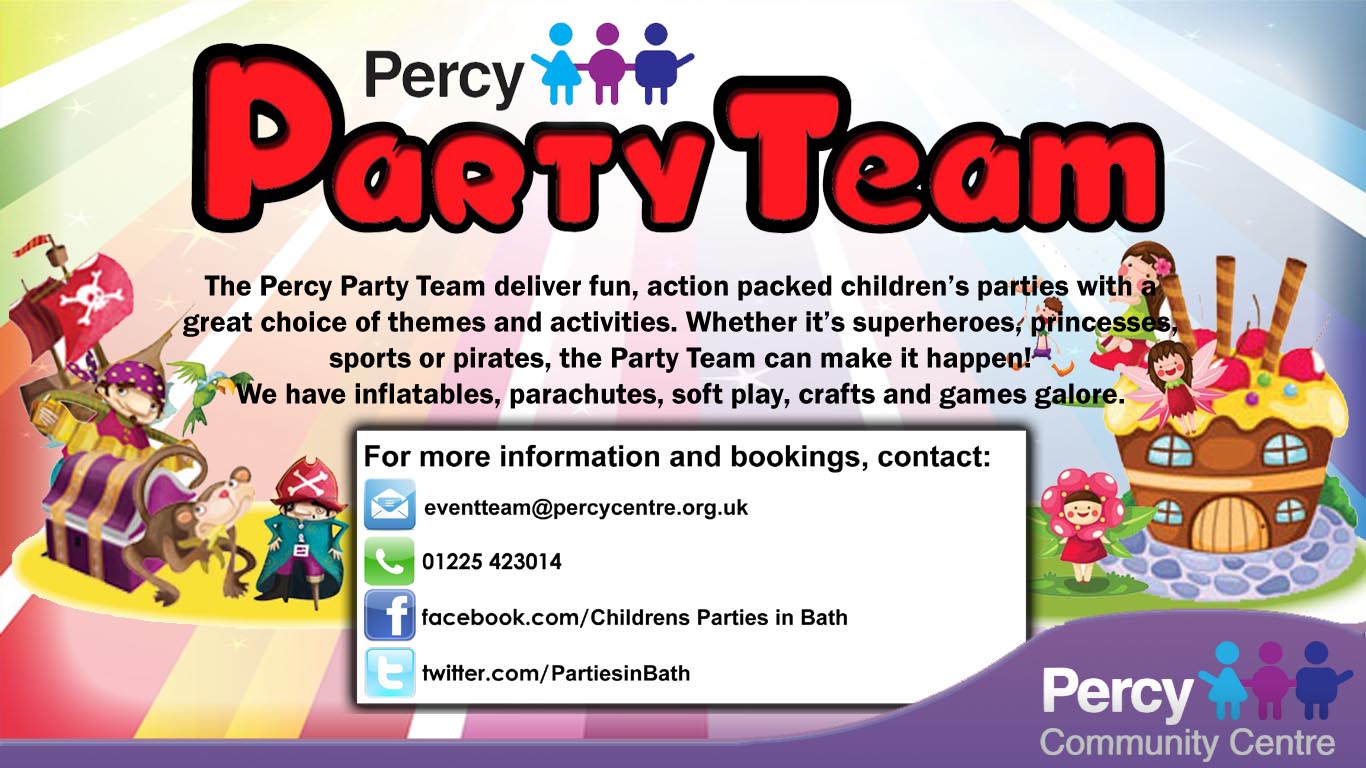 Percy
Party Team
The Percy Party Team deliver fun, action packed children’s parties with a
great choice of themes and activities. Whether it’s superheroes, princesses,
sports or pirates, the Party Team can make it happen!
We have inflatables, parachutes, soft play, crafts and games galore.
For more information and bookings, contact:
eventteam@percycentre.org.uk
01225 423014
facebook.com/Childrens Parties in Bath
twitter.com/PartiesinBath
Percy
Community Centre